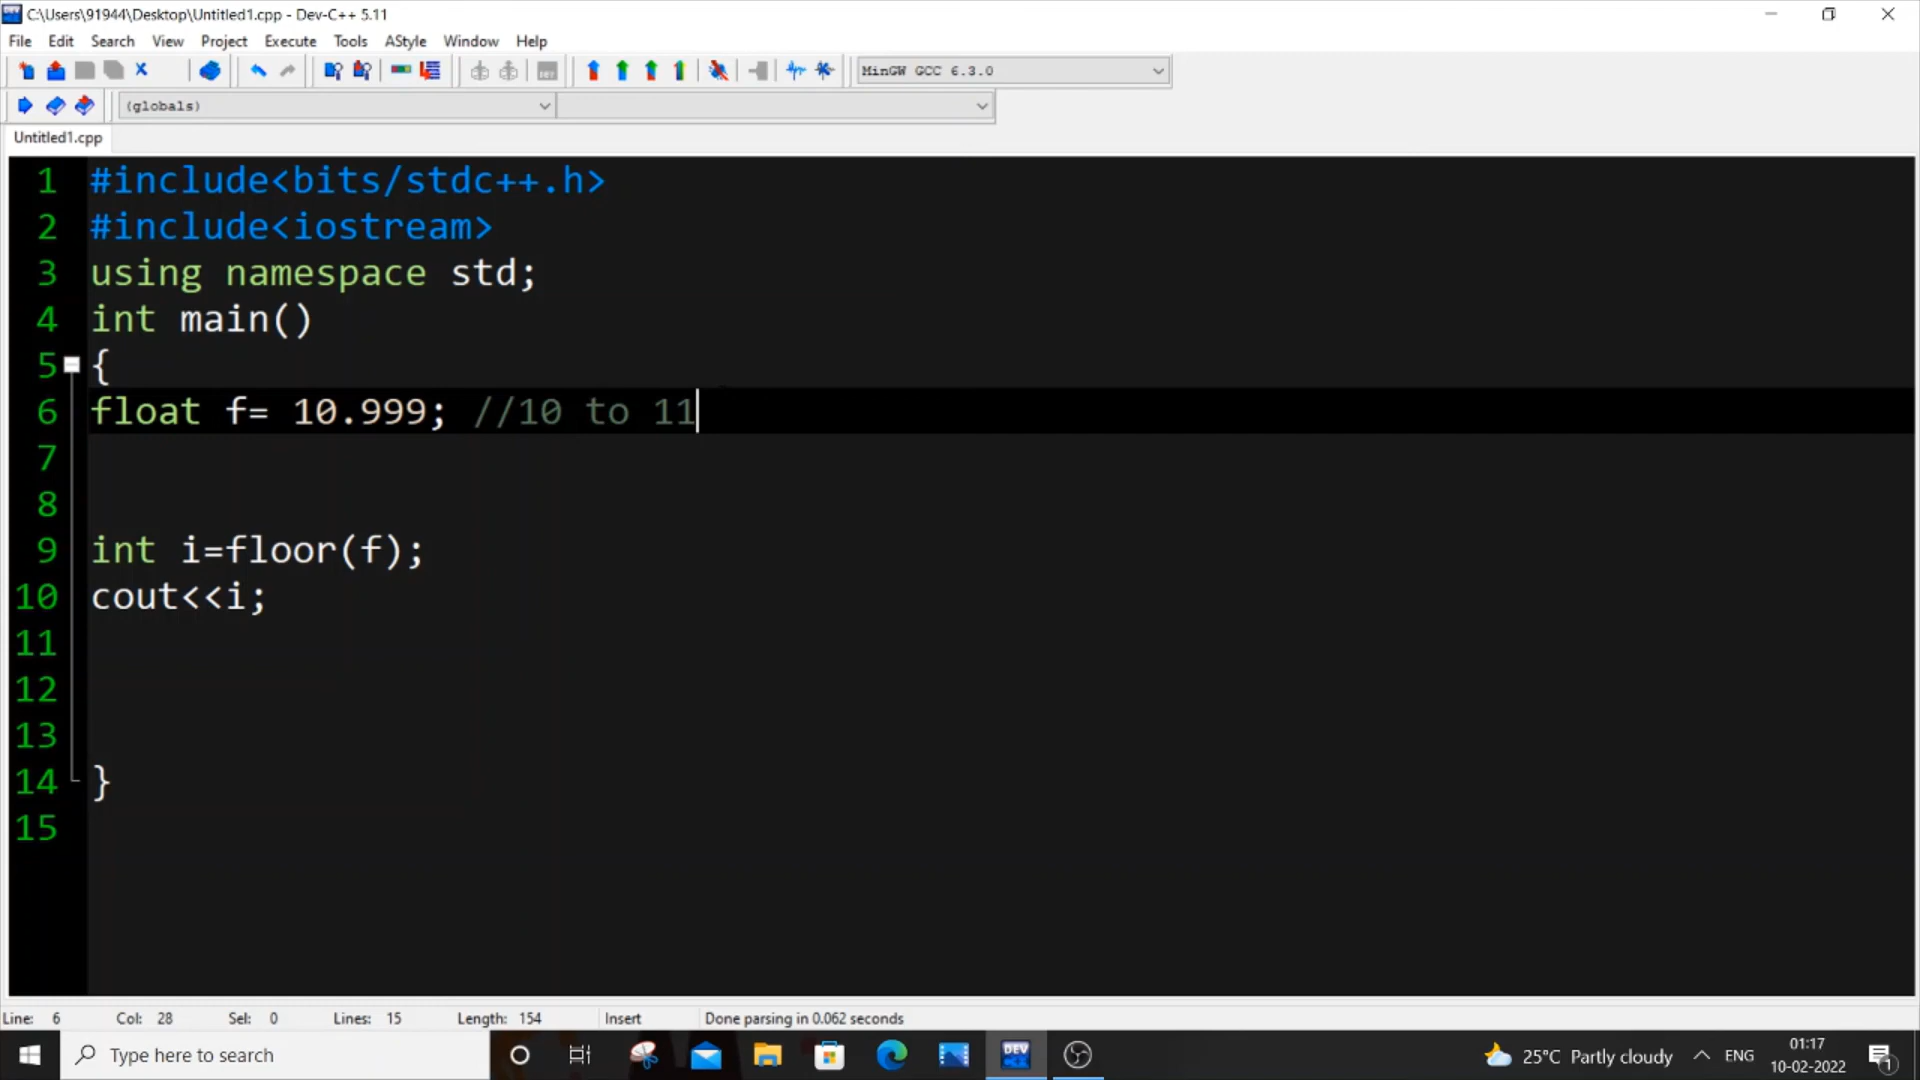 C:\Users\91944\Desktop\Untitled1.cpp - Dev-C++ 5.11
File Edit Search View Project Execute Tools AStyle Window Help
MinGW GCC 6.3.0
(globals)
Untitled1.cpp
1 #include<bits/stdc++.h>
2 #include<iostream>
3 using namespace std;
4 int main()
5 {
6 float f= 10.999; //10 to 11
7
8
9 int i=floor(f);
10 cout<<i;
11
12
13
14 }
15
Line: 6 Col: 28 Sel: 0 Lines: 15 Length: 154 Insert Done parsing in 0.062 seconds
Type here to search
DEV
25°C Partly cloudy
ENG
01:17
10-02-2022
1